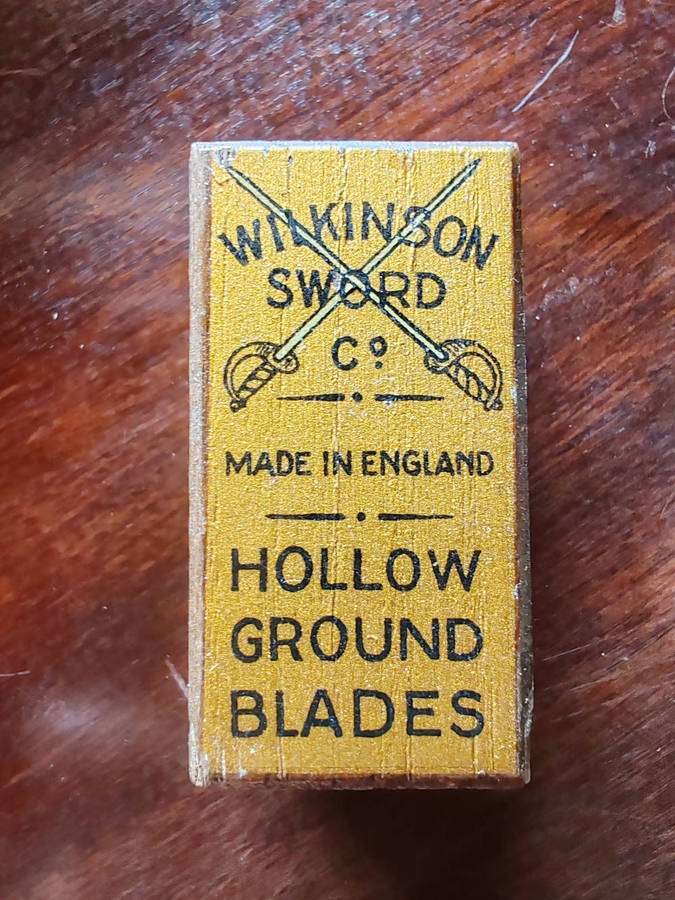 WILKINSON
SWORD
Cº
MADE IN ENGLAND
HOLLOW
GROUND
BLADES